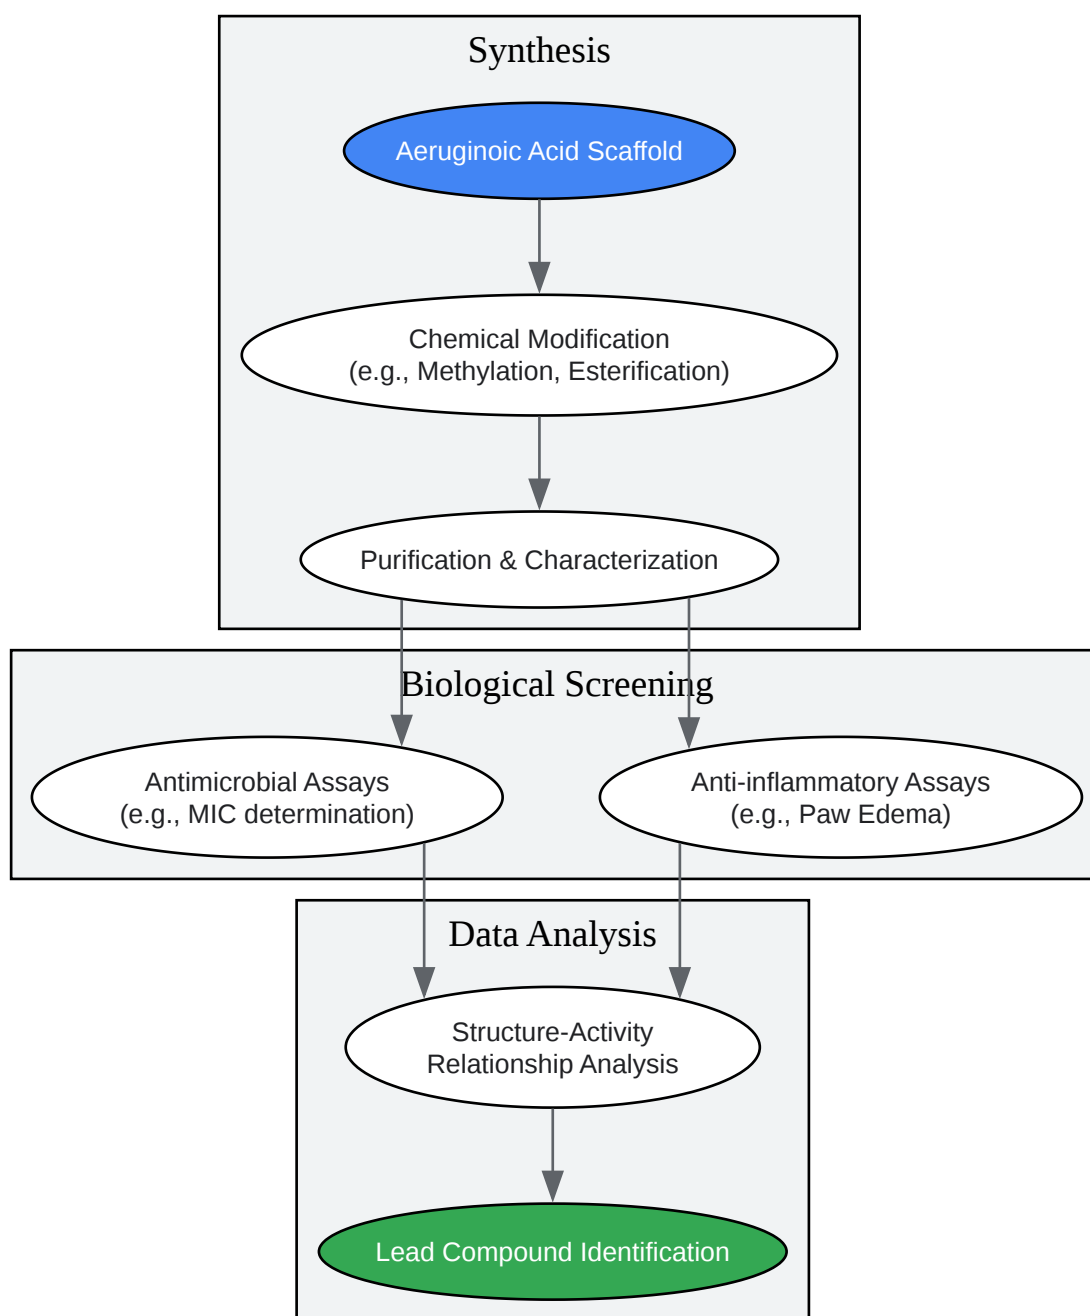 Synthesis
Aeruginoic Acid Scaffold
Chemical Modification
(e.g., Methylation, Esterification)
Purification & Characterization
Biological Screening
Antimicrobial Assays
(e.g., MIC determination)
Anti-inflammatory Assays
(e.g., Paw Edema)
Data Analysis
Structure-Activity
Relationship Analysis
Lead Compound Identification